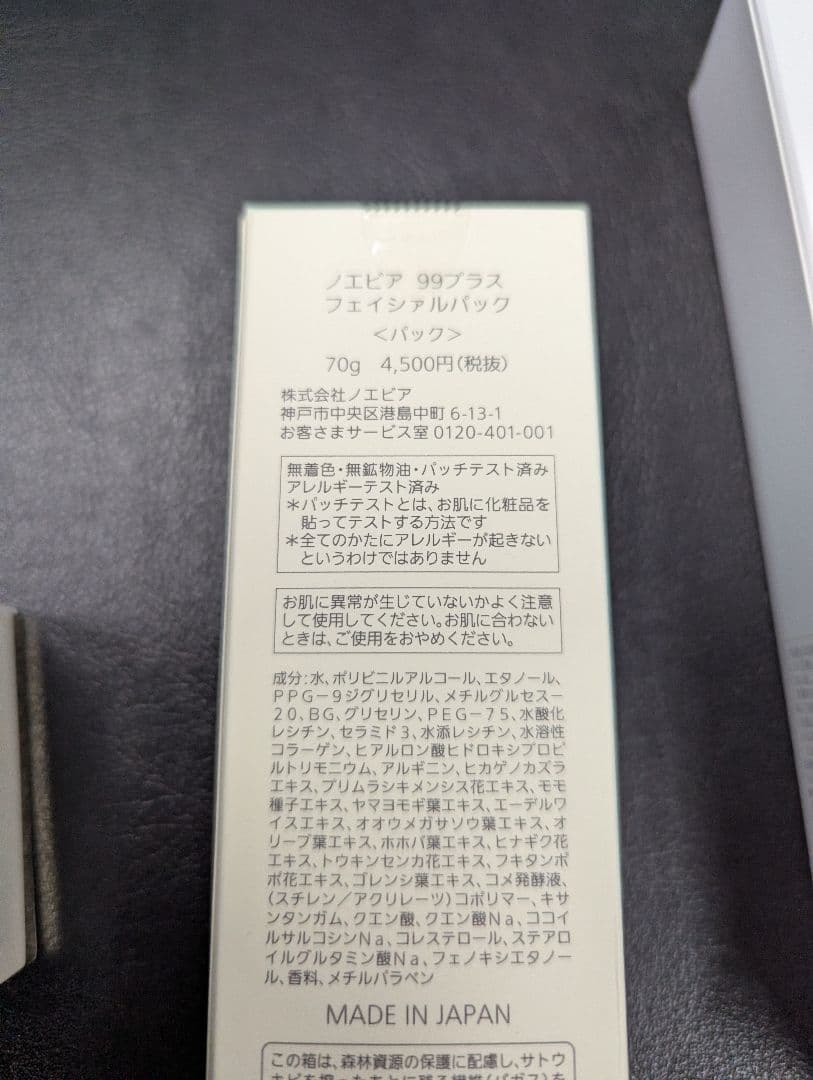 ノエビア 99プラス
フェイシャルパック
＜パック＞
70g 4,500円(税抜)
株式会社ノエビア
神戸市中央区港島中町 6-13-1
お客さまサービス室 0120-401-001
無着色・無鉱物油・パッチテスト済み
アレルギーテスト済み
＊パッチテストとは、お肌に化粧品を
貼ってテストする方法です
＊全てのかたにアレルギーが起きない
というわけではありません
お肌に異常が生じていないかよく注意
して使用してください。お肌に合わない
ときは、ご使用をおやめください。
成分：水、ポリビニルアルコール、エタノール、
ＰＰＧ－９ジグリセリル、メチルグルセス－
２０、ＢＧ、グリセリン、ＰＥＧ－７５、水酸化
レシチン、セラミド３、水添レシチン、水溶性
コラーゲン、ヒアルロン酸ヒドロキシプロピ
ルトリモニウム、アルギニン、ヒカゲノカズラ
エキス、プリムラシキメンシス花エキス、モモ
種子エキス、ヤマヨモギ葉エキス、エーデルワ
イスエキス、オオウメガサソウ葉エキス、オ
リーブ葉エキス、ホホバ葉エキス、ヒナギク花
エキス、トウキンセンカ花エキス、フキタンポ
ポ花エキス、ゴレンシ葉エキス、コメ発酵液、
（スチレン／アクリレーツ）コポリマー、キサ
ンタンガム、クエン酸、クエン酸Ｎａ、ココイ
ルサルコシンＮａ、コレステロール、ステアロ
イルグルタミン酸Ｎａ、フェノキシエタノー
ル、香料、メチルパラベン
MADE IN JAPAN
この箱は、森林資源の保護に配慮し、サトウ
キビを搾ったあとに残る繊維(バガス)を